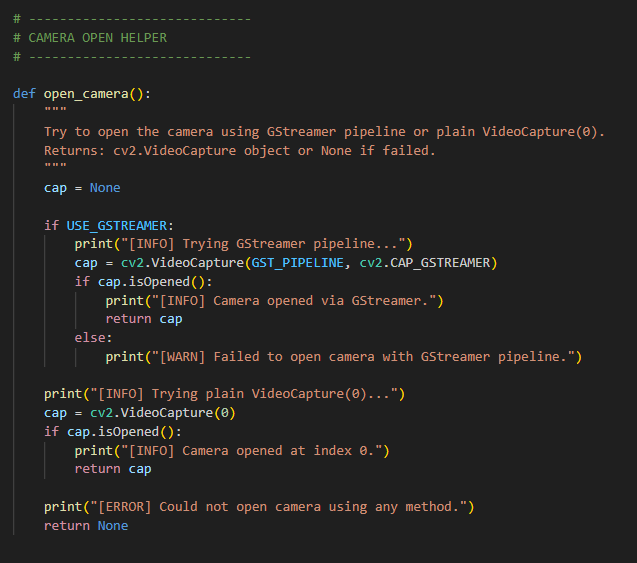 # -----------------------------
# CAMERA OPEN HELPER
# -----------------------------
def open_camera():
    """
    Try to open the camera using GStreamer pipeline or plain VideoCapture(0).
    Returns: cv2.VideoCapture object or None if failed.
    """
    cap = None
    if USE_GSTREAMER:
        print("[INFO] Trying GStreamer pipeline...")
        cap = cv2.VideoCapture(GST_PIPELINE, cv2.CAP_GSTREAMER)
        if cap.isOpened():
            print("[INFO] Camera opened via GStreamer.")
            return cap
        else:
            print("[WARN] Failed to open camera with GStreamer pipeline.")
    print("[INFO] Trying plain VideoCapture(0)...")
    cap = cv2.VideoCapture(0)
    if cap.isOpened():
        print("[INFO] Camera opened at index 0.")
        return cap
    print("[ERROR] Could not open camera using any method.")
    return None